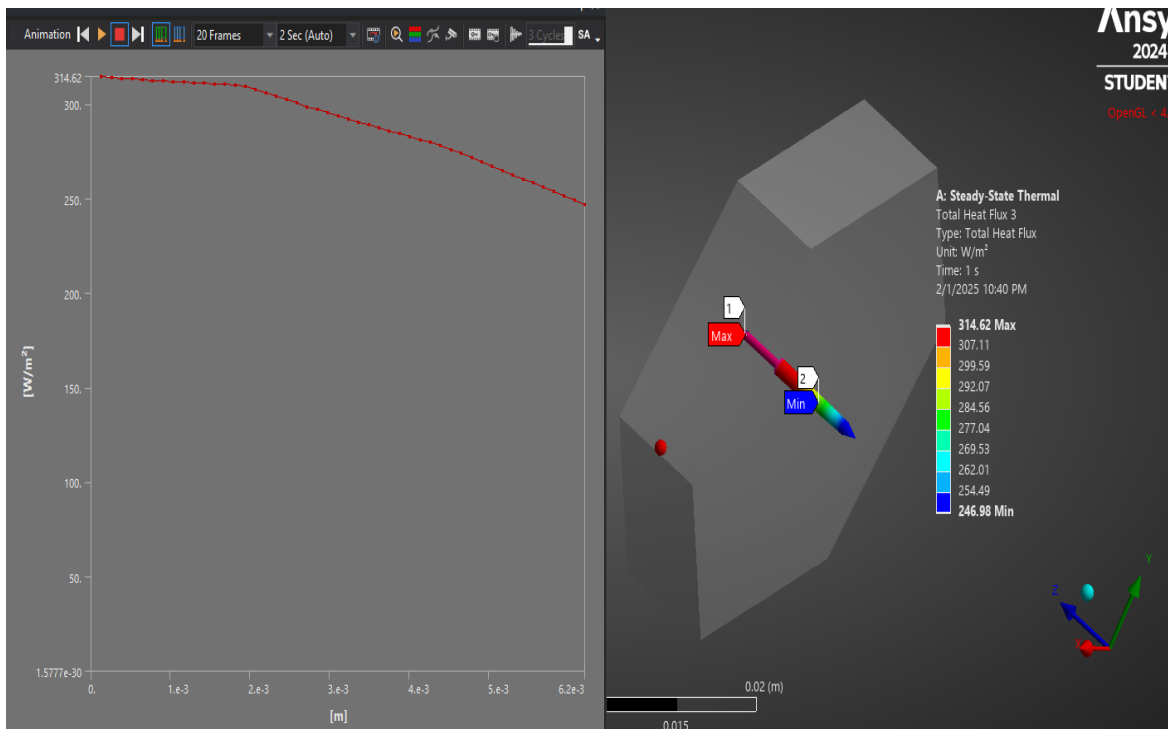 Animation 20 Frames 2 Sec (Auto) 3 Cycles SA
314.62
300.
250.
200.
150.
100.
50.
1.5777e-30
[W/m²]
0. 1.e-3 2.e-3 3.e-3 4.e-3 5.e-3 6.2e-3
[m]
Ansy
2024
STUDENT
OpenGL < 4
A: Steady-State Thermal
Total Heat Flux 3
Type: Total Heat Flux
Unit: W/m²
Time: 1 s
2/1/2025 10:40 PM
314.62 Max
307.11
299.59
292.07
284.56
277.04
269.53
262.01
254.49
246.98 Min
1
Max
2
Min
Y
Z
X
0.02 (m)
0.015